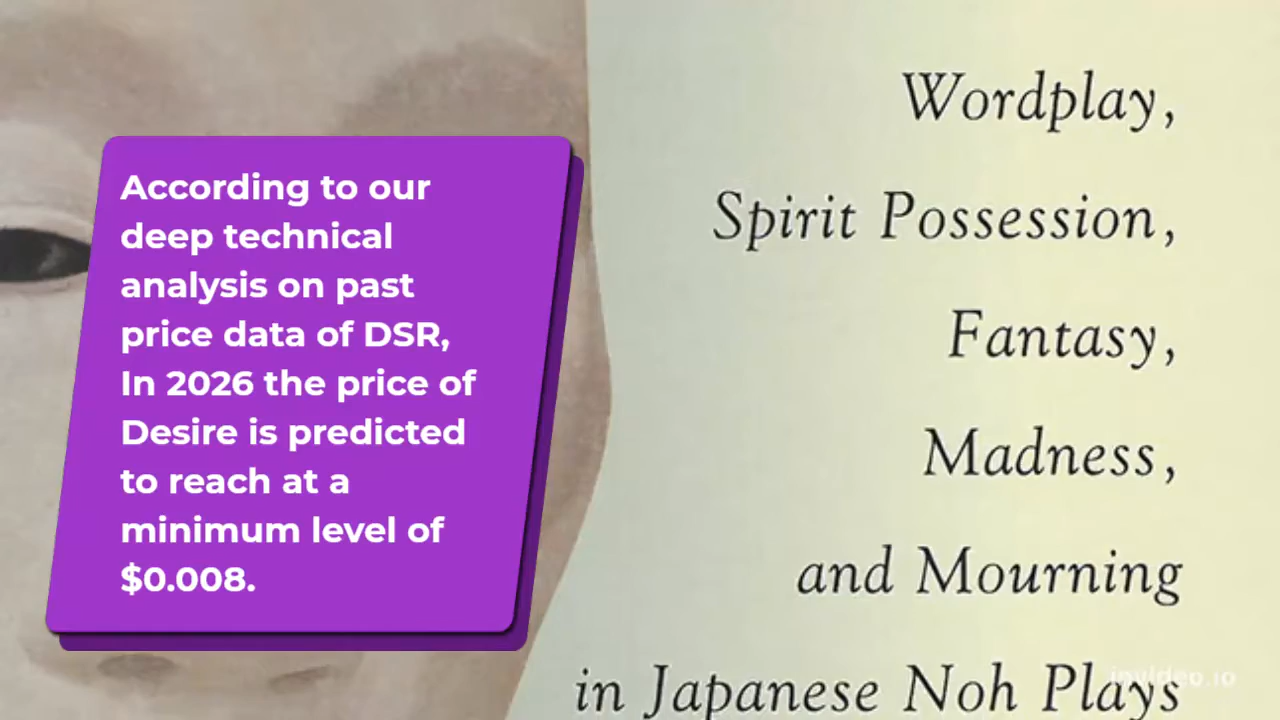 According to our
deep technical
analysis on past
price data of DSR,
In 2026 the price of
Desire is predicted
to reach at a
minimum level of
$0.008.
Wordplay,
Spirit Possession,
Fantasy,
Madness,
and Mourning
in Japanese Noh Plays
invideo.io